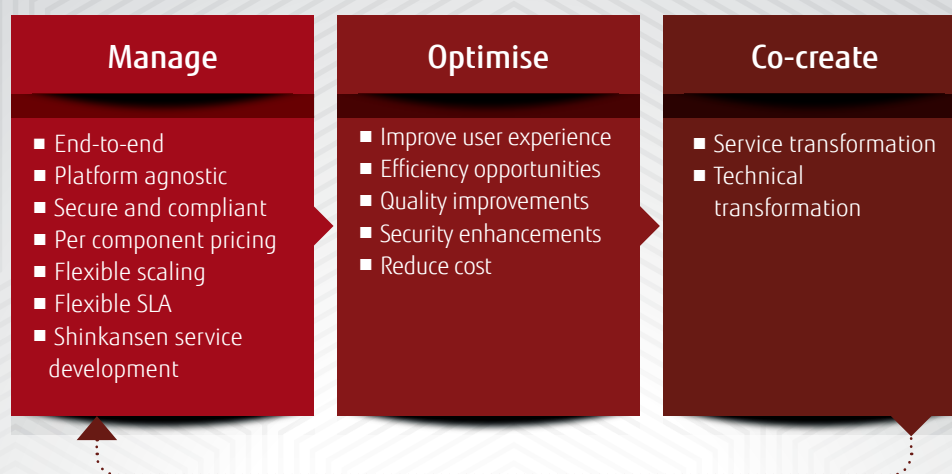 Manage
■ End-to-end
■ Platform agnostic
■ Secure and compliant
■ Per component pricing
■ Flexible scaling
■ Flexible SLA
■ Shinkansen service
development
Optimise
■ Improve user experience
■ Efficiency opportunities
■ Quality improvements
■ Security enhancements
■ Reduce cost
Co-create
■ Service transformation
■ Technical
transformation